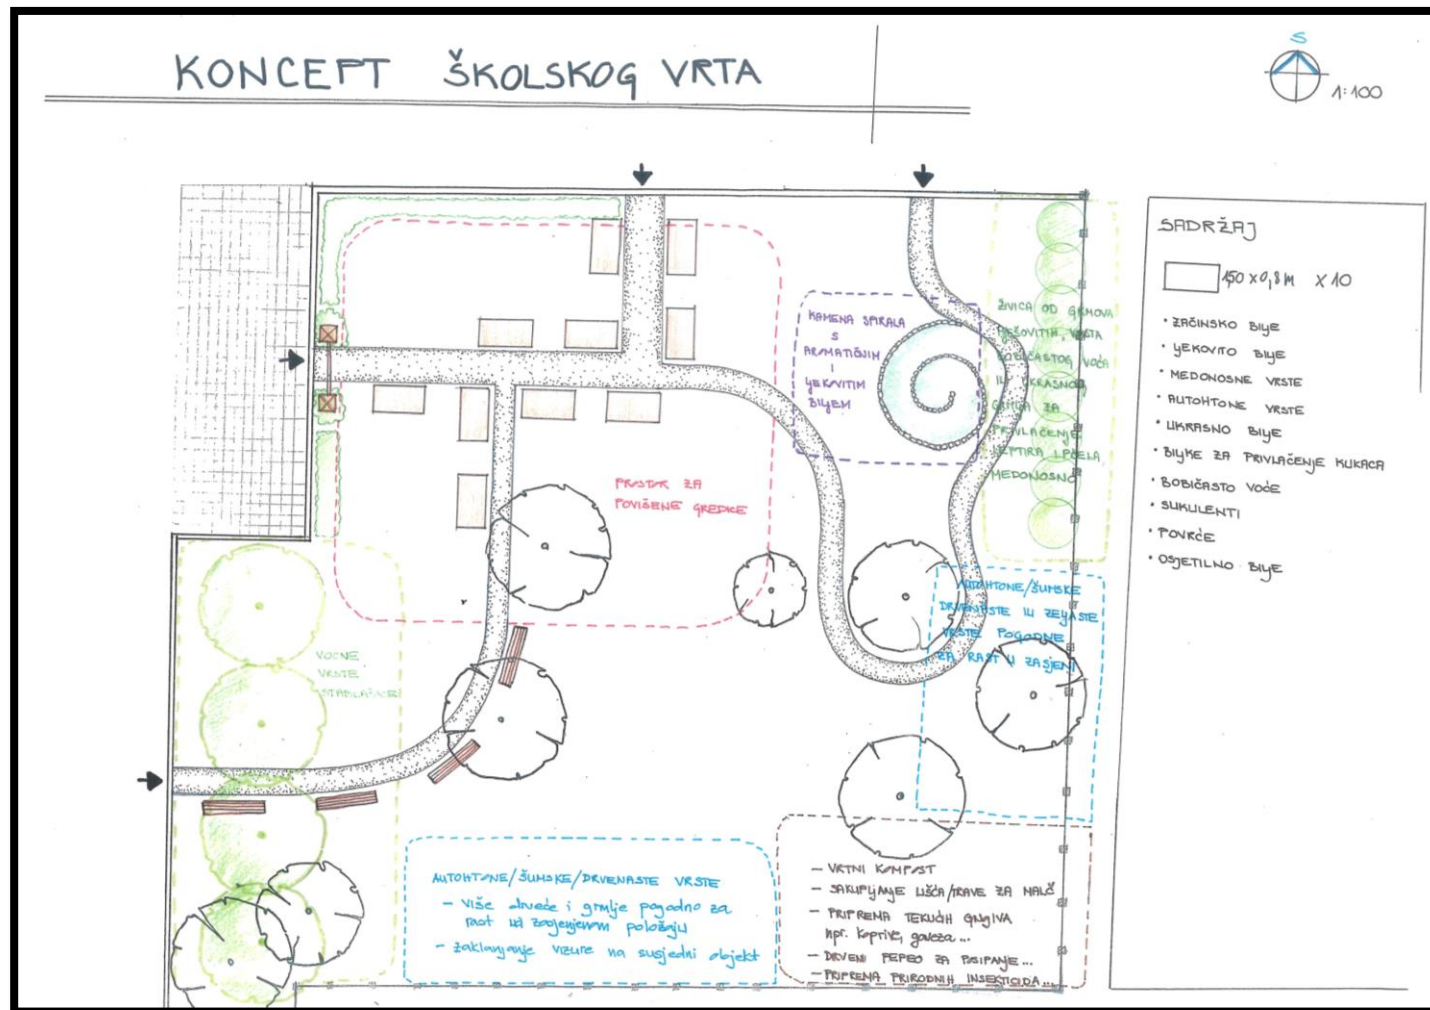 KONCEPT ŠKOLSKOG VRTA
S
1:100
SADRŽAJ
1,50 x 0,8 m x 10
• ZAČINSKO BILJE
• LJEKOVITO BILJE
• MEDONOSNE VRSTE
• AUTOHTONE VRSTE
• UKRASNO BILJE
• BILJKE ZA PRIVLAČENJE KUKACA
• BOBIČASTO VOĆE
• SUKULENTI
• POVRĆE
• OSJETILNO BILJE
KAMENA SPIRALA
S
AROMATIČNIM
I
LJEKOVITIM
BILJEM
ŽIVICA OD GRMOVA
MJEŠOVITIH VRSTA
BOBIČASTOG VOĆA
ILI UKRASNOG
GRMLJA ZA
PRIVLAČENJE
LEPTIRA I PČELA
MEDONOSNO
PROSTOR ZA
POVIŠENE GREDICE
AUTOHTONE/ŠUMSKE
DRVENASTE ILI ZELJASTE
VRSTE POGODNE
ZA RAST U ZASJENI
VOĆNE
VRSTE
STABLAŠICE
AUTOHTONE/ŠUMSKE/DRVENASTE VRSTE
- više drveće i grmlje pogodno za
rast na zasjenjenom položaju
- zaklanjanje vizure na susjedni objekt
- VRTNI KOMPOST
- SAKUPLJANJE LIŠĆA/TRAVE ZA MALČ
- PRIPREMA TEKUĆIH GNOJIVA
npr. koprive, gaveza...
- DRVENI PEPEO ZA POSIPANJE...
- PRIPREMA PRIRODNIH INSEKTICIDA...